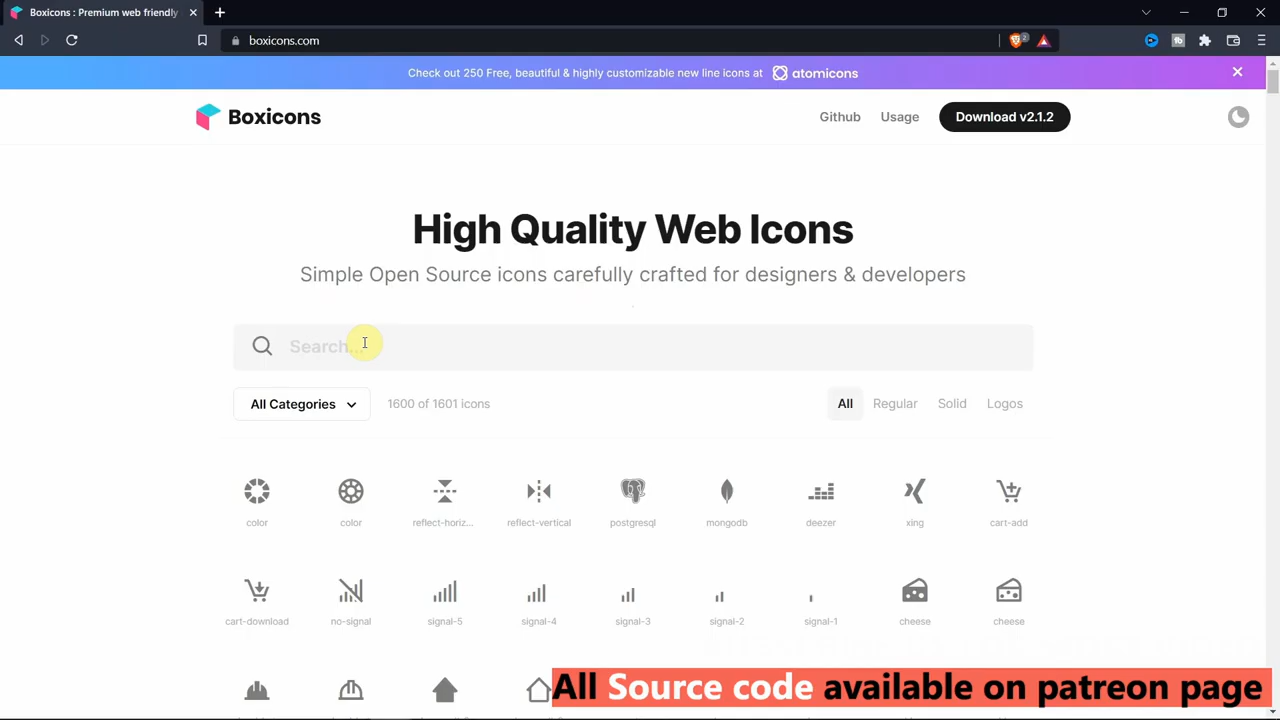 Boxicons : Premium web friendly
boxicons.com
2
Check out 250 Free, beautiful & highly customizable new line icons at atomicons
Boxicons
Github Usage Download v2.1.2
High Quality Web Icons
Simple Open Source icons carefully crafted for designers & developers
Search...
All Categories 1600 of 1601 icons All Regular Solid Logos
color color reflect-horiz... reflect-vertical postgresql mongodb deezer xing cart-add
cart-download no-signal signal-5 signal-4 signal-3 signal-2 signal-1 cheese cheese
All Source code available on patreon page